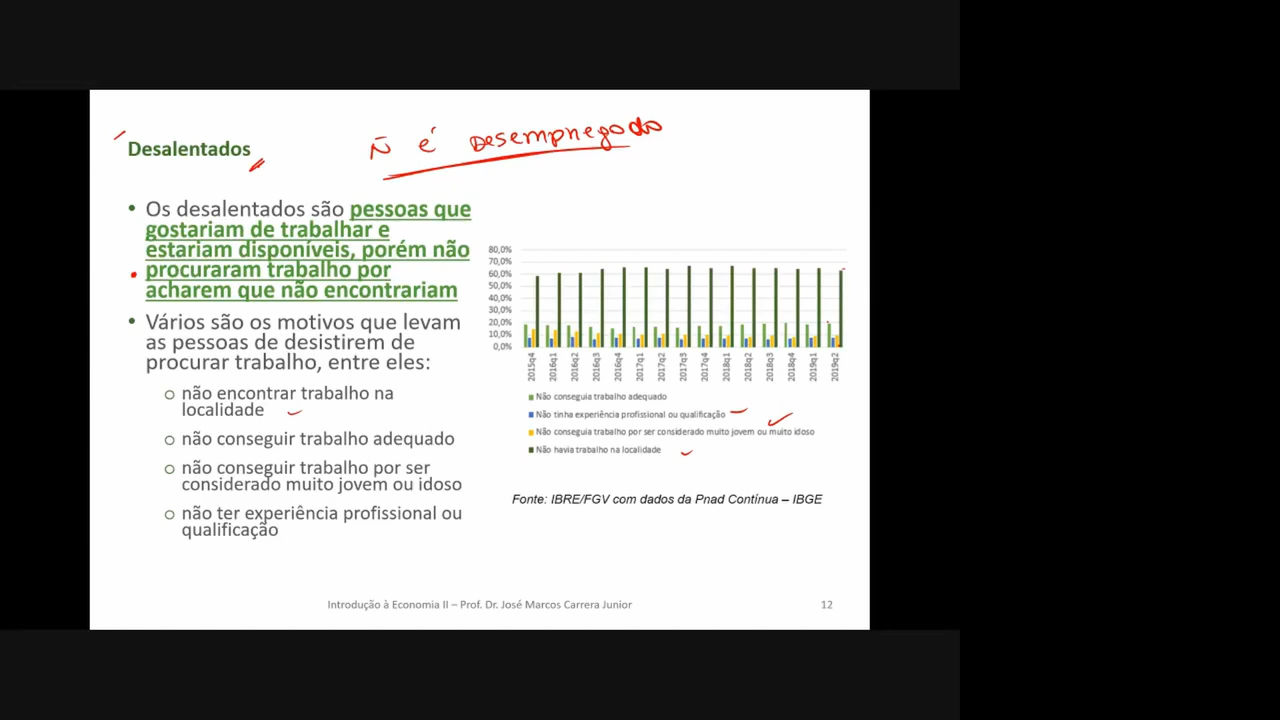 Desalentados
Ñ é Desempregado
• Os desalentados são pessoas que
gostariam de trabalhar e
estariam disponíveis, porém não
procuraram trabalho por
acharem que não encontrariam
• Vários são os motivos que levam
as pessoas de desistirem de
procurar trabalho, entre eles:
o não encontrar trabalho na
localidade
o não conseguir trabalho adequado
o não conseguir trabalho por ser
considerado muito jovem ou idoso
o não ter experiência profissional ou
qualificação
80,0%
70,0%
60,0%
50,0%
40,0%
30,0%
20,0%
10,0%
0,0%
2015q4
2016q1
2016q2
2016q3
2016q4
2017q1
2017q2
2017q3
2017q4
2018q1
2018q2
2018q3
2018q4
2019q1
2019q2
Não conseguia trabalho adequado
Não tinha experiência profissional ou qualificação
Não conseguia trabalho por ser considerado muito jovem ou muito idoso
Não havia trabalho na localidade
Fonte: IBRE/FGV com dados da Pnad Contínua – IBGE
Introdução à Economia II – Prof. Dr. José Marcos Carrera Junior
12